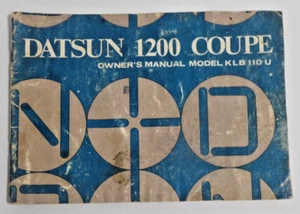 DATSUN 1200 COUPE
OWNER'S MANUAL MODEL KLB 110 U